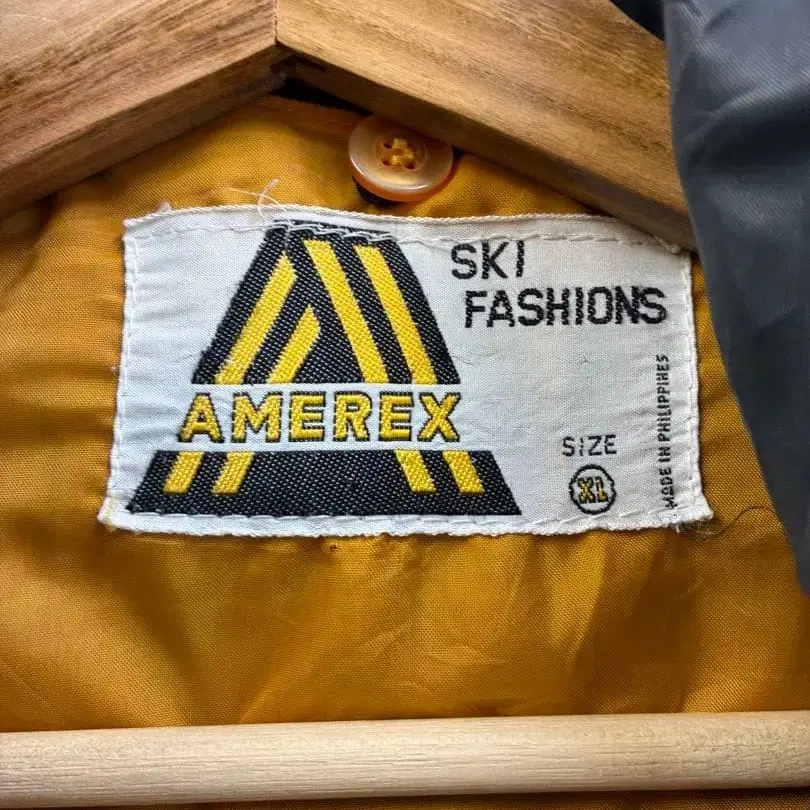 SKI
FASHIONS
AMEREX
SIZE
XL
MADE IN PHILIPPINES